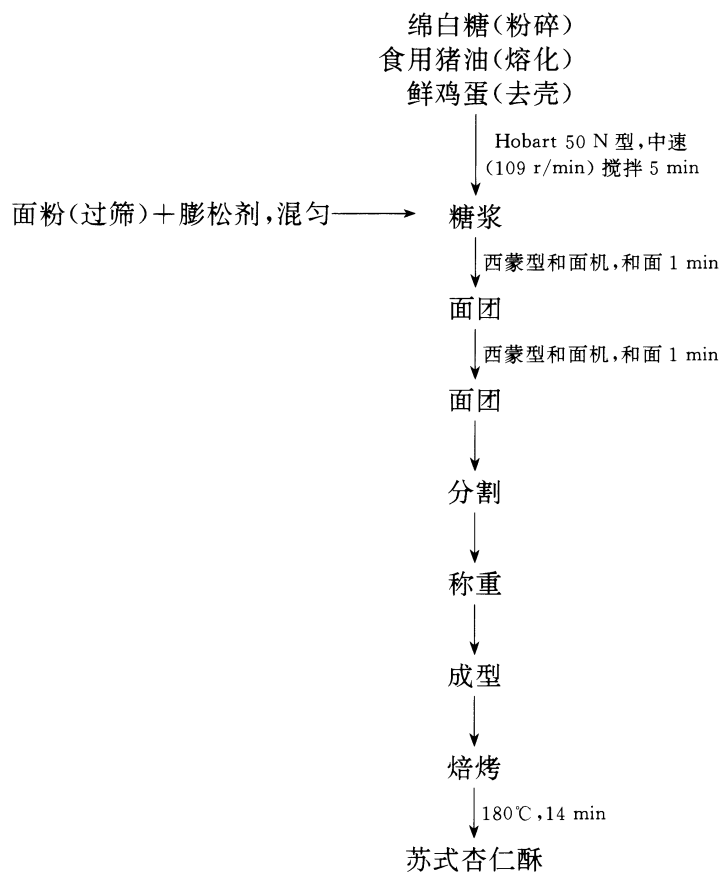 绵白糖(粉碎)
食用猪油(熔化)
鲜鸡蛋(去壳)
Hobart 50 N 型,中速
(109 r/min) 搅拌 5 min
面粉(过筛)+膨松剂,混匀
糖浆
西蒙型和面机,和面 1 min
面团
西蒙型和面机,和面 1 min
面团
分割
称重
成型
焙烤
180℃,14 min
苏式杏仁酥